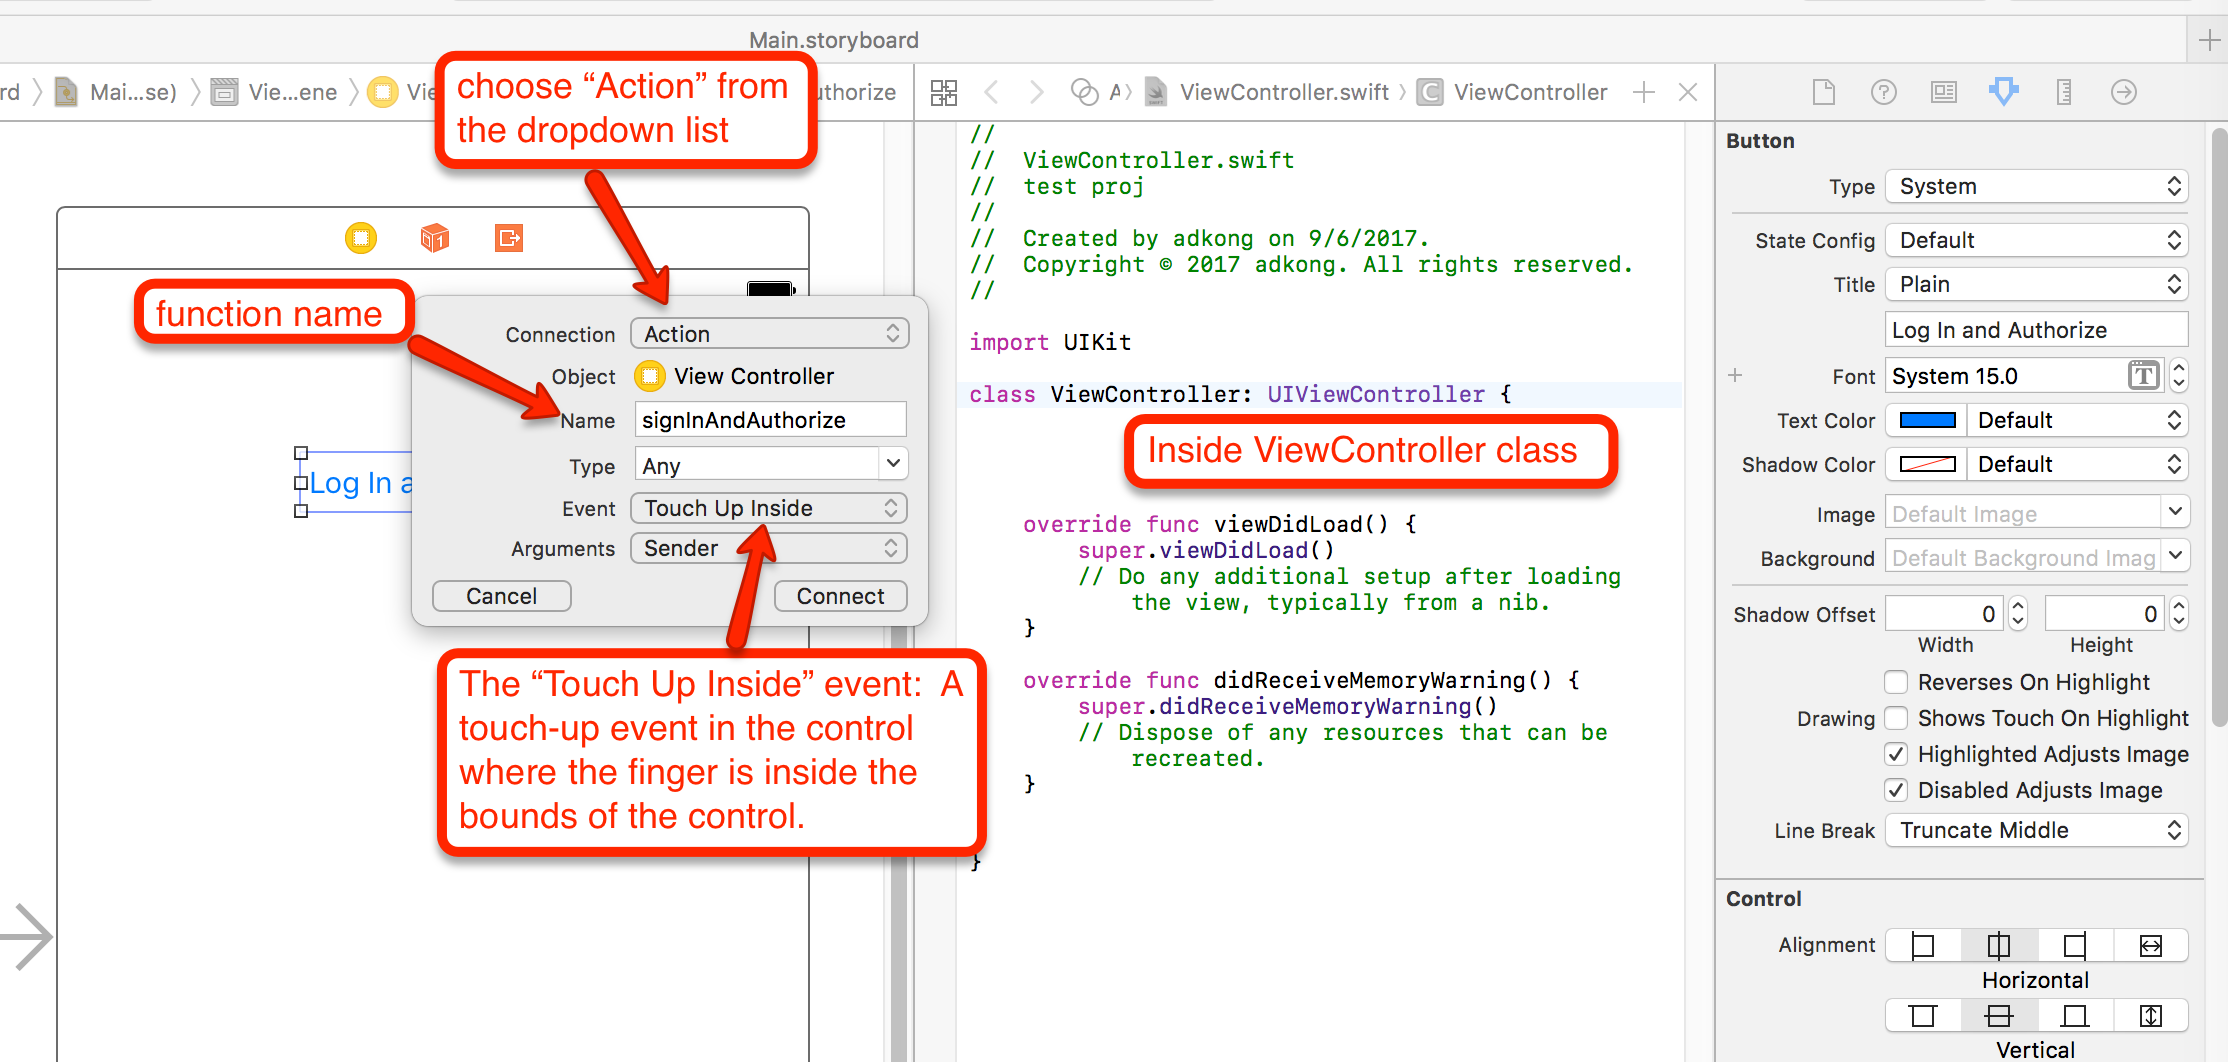 Main.storyboard
rd Mai...se) Vie...ene Vie uthorize
A ViewController.swift ViewController
choose “Action” from
the dropdown list
function name
Connection Action
Object View Controller
Name signInAndAuthorize
Type Any
Event Touch Up Inside
Arguments Sender
Cancel Connect
Log In a
The “Touch Up Inside” event:  A
touch-up event in the control
where the finger is inside the
bounds of the control.
//
//  ViewController.swift
//  test proj
//
//  Created by adkong on 9/6/2017.
//  Copyright © 2017 adkong. All rights reserved.
//
import UIKit
class ViewController: UIViewController {
Inside ViewController class
override func viewDidLoad() {
super.viewDidLoad()
// Do any additional setup after loading
the view, typically from a nib.
}
override func didReceiveMemoryWarning() {
super.didReceiveMemoryWarning()
// Dispose of any resources that can be
recreated.
}
}
Button
Type System
State Config Default
Title Plain
Log In and Authorize
Font System 15.0
Text Color Default
Shadow Color Default
Image Default Image
Background Default Background Imag
Shadow Offset 0 0
Width Height
Reverses On Highlight
Drawing Shows Touch On Highlight
Highlighted Adjusts Image
Disabled Adjusts Image
Line Break Truncate Middle
Control
Alignment
Horizontal
Vertical